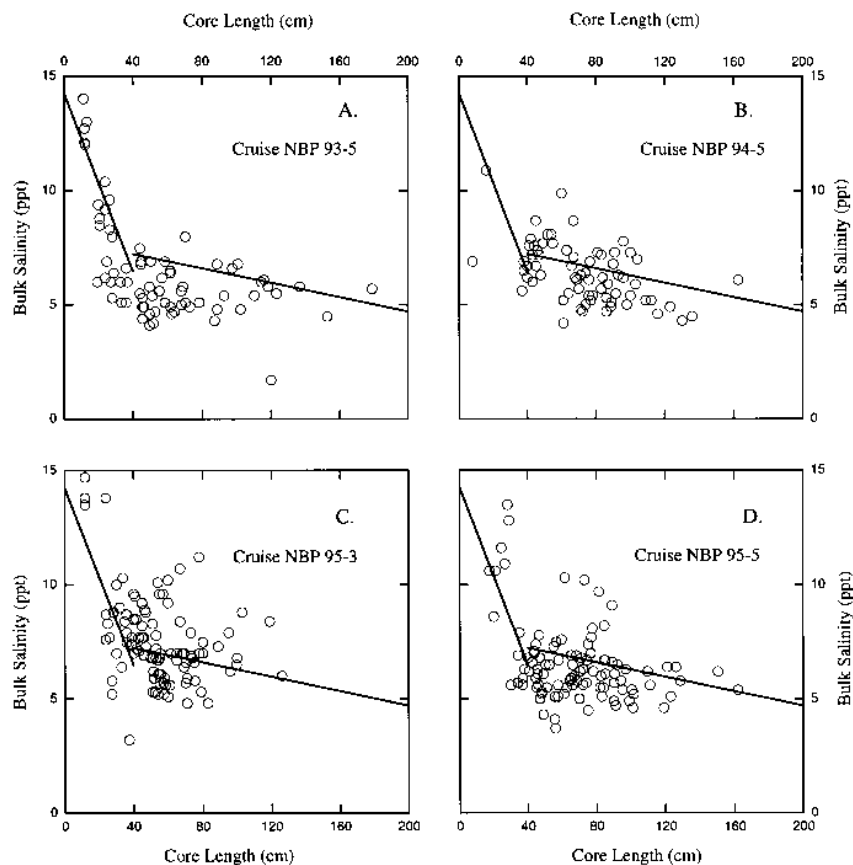 Core Length (cm) Core Length (cm)
0 40 80 120 160 200 0 40 80 120 160 200
15 15
A. B.
Cruise NBP 93-5 Cruise NBP 94-5
10 10
Bulk Salinity (ppt) Bulk Salinity (ppt)
5 5
0 0
15 15
C. D.
Cruise NBP 95-3 Cruise NBP 95-5
10 10
Bulk Salinity (ppt) Bulk Salinity (ppt)
5 5
0 0
0 40 80 120 160 200 0 40 80 120 160 200
Core Length (cm) Core Length (cm)